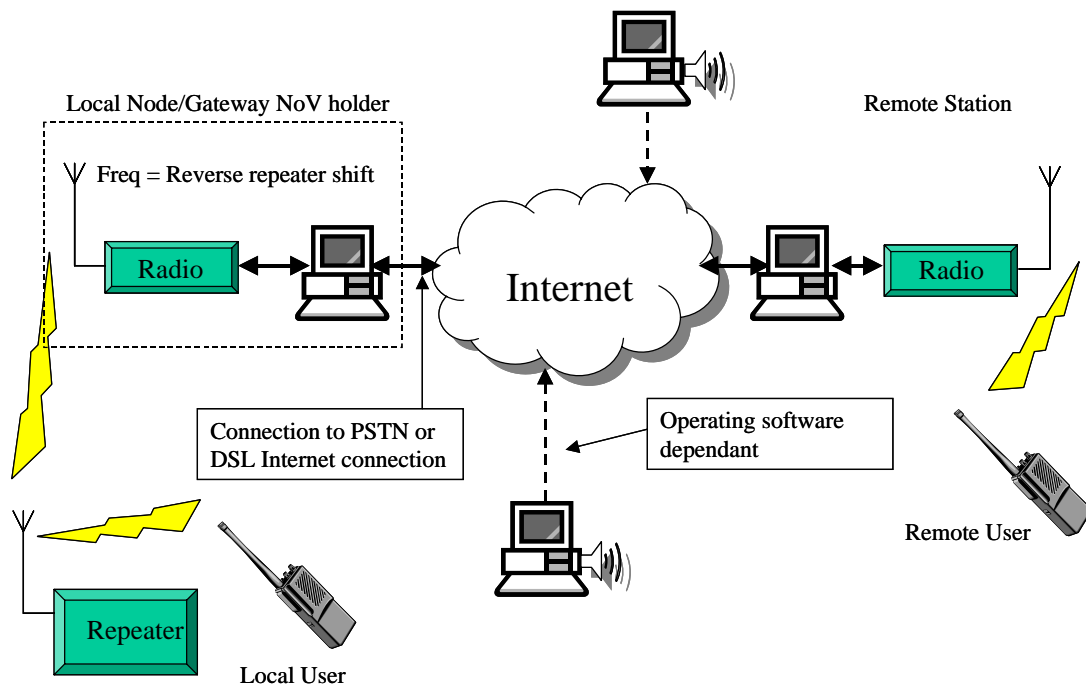 Local Node/Gateway NoV holder
Remote Station
Freq = Reverse repeater shift
Radio
Internet
Radio
Connection to PSTN or
DSL Internet connection
Operating software
dependant
Remote User
Repeater
Local User